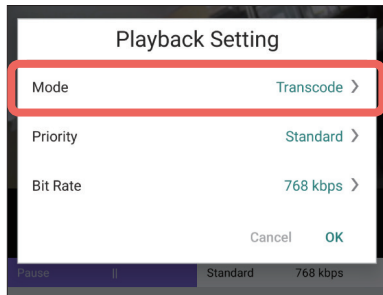 Playback Setting
Mode Transcode >
Priority Standard >
Bit Rate 768 kbps >
Cancel OK
Pause || Standard 768 kbps